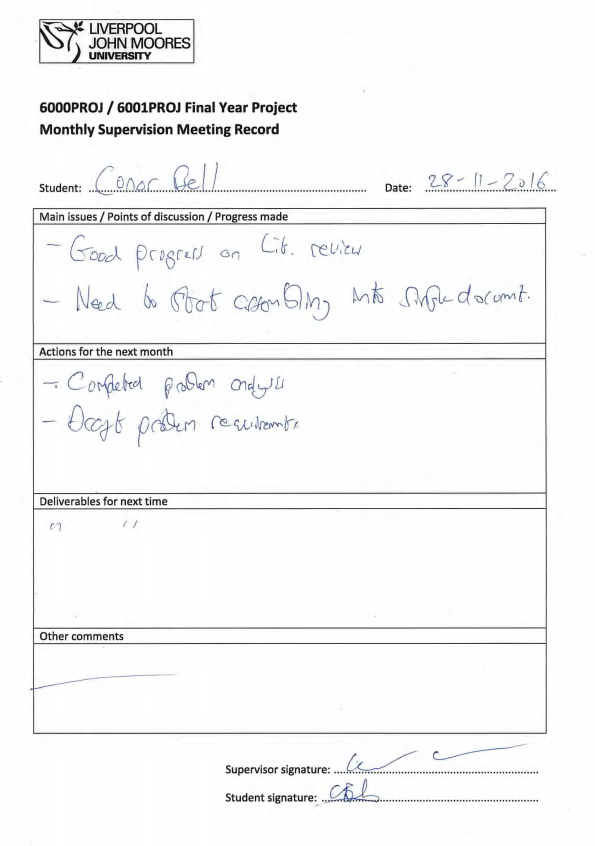 LIVERPOOL
JOHN MOORES
UNIVERSITY
6000PROJ / 6001PROJ Final Year Project
Monthly Supervision Meeting Record
Student: Conor Bell Date: 28-11-2016
Main issues / Points of discussion / Progress made
- Good progress on Lit. review
- Need to start assembling into single document.
Actions for the next month
- Completed problem analysis
- Draft problem requirements
Deliverables for next time
" "
Other comments
Supervisor signature:
Student signature: